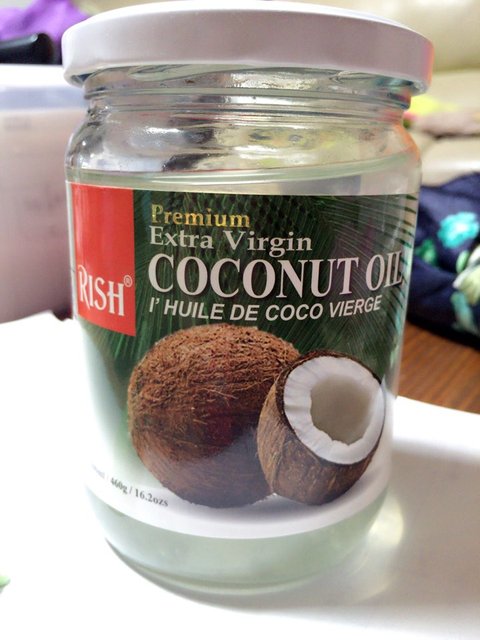 Premium
Extra Virgin
COCONUT OIL
l' HUILE DE COCO VIERGE
RISH®
/ 460g / 16.2ozs